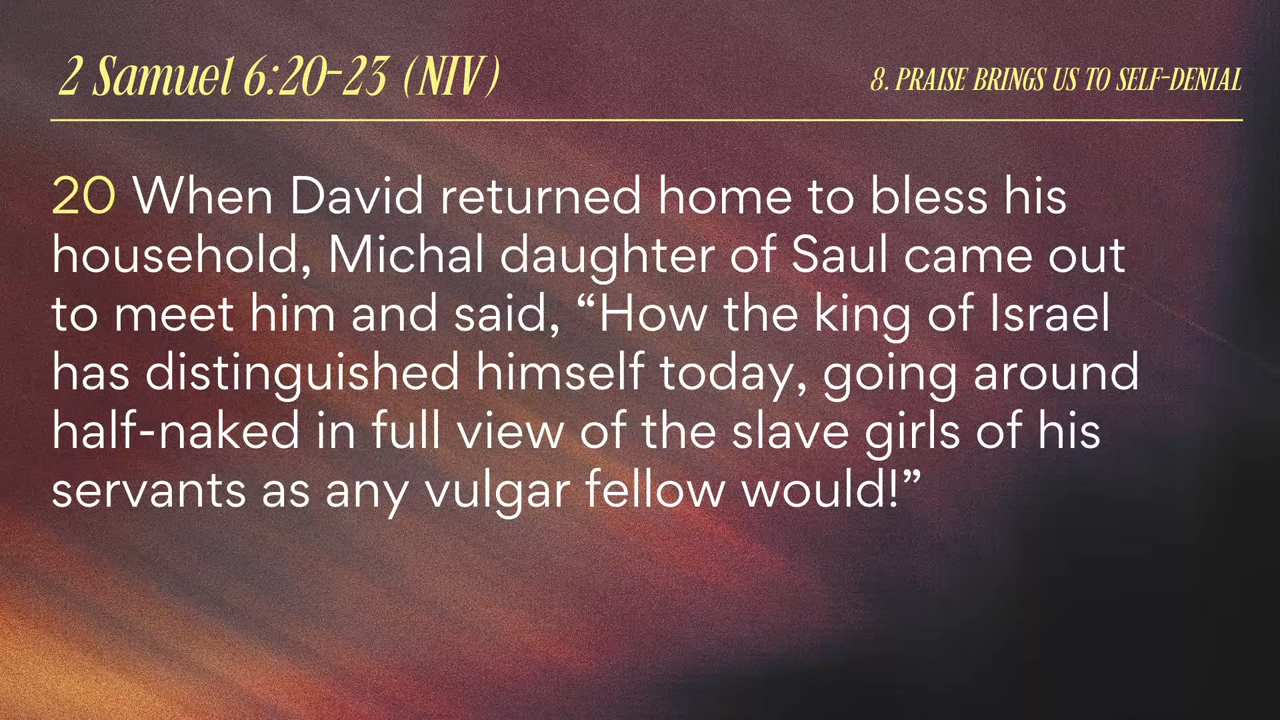 2 Samuel 6:20-23 (NIV)
8. PRAISE BRINGS US TO SELF-DENIAL
20 When David returned home to bless his
household, Michal daughter of Saul came out
to meet him and said, “How the king of Israel
has distinguished himself today, going around
half-naked in full view of the slave girls of his
servants as any vulgar fellow would!”